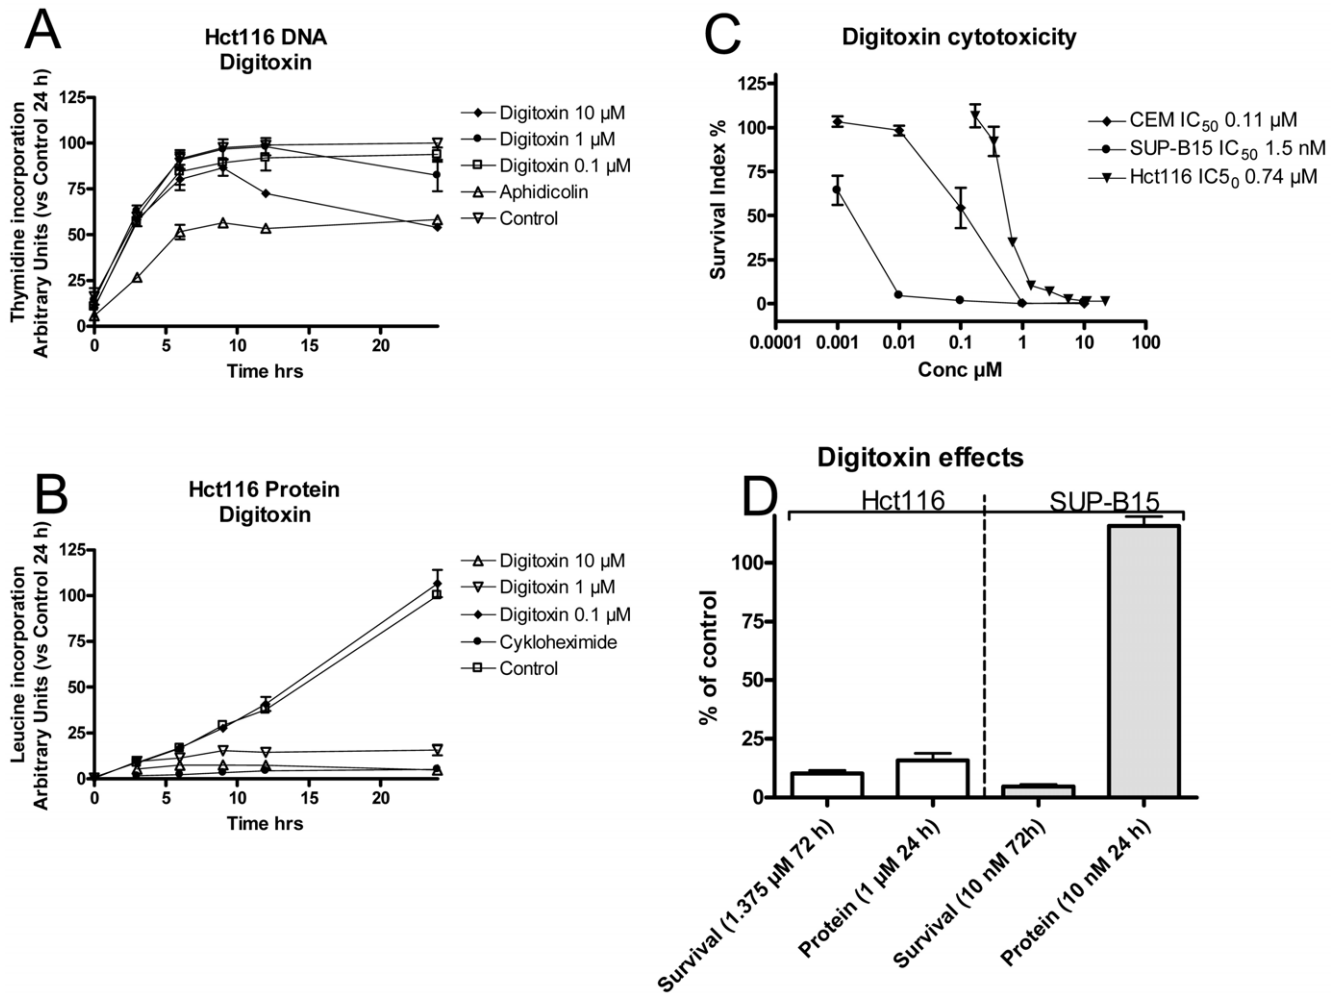 A
Hct116 DNA
Digitoxin
Thymidine incorporation
Arbitrary Units (vs Control 24 h)
125
100
75
50
25
0
0 5 10 15 20
Time hrs
Digitoxin 10 µM
Digitoxin 1 µM
Digitoxin 0.1 µM
Aphidicolin
Control
B
Hct116 Protein
Digitoxin
Leucine incorporation
Arbitrary Units (vs Control 24 h)
125
100
75
50
25
0
0 5 10 15 20
Time hrs
Digitoxin 10 µM
Digitoxin 1 µM
Digitoxin 0.1 µM
Cykloheximide
Control
C
Digitoxin cytotoxicity
Survival Index %
125
100
75
50
25
0
0.0001 0.001 0.01 0.1 1 10 100
Conc µM
CEM IC50 0.11 µM
SUP-B15 IC50 1.5 nM
Hct116 IC50 0.74 µM
Digitoxin effects
D
Hct116 SUP-B15
% of control
100
75
50
25
0
Survival (1.375 µM 72 h)
Protein (1 µM 24 h)
Survival (10 nM 72h)
Protein (10 nM 24 h)